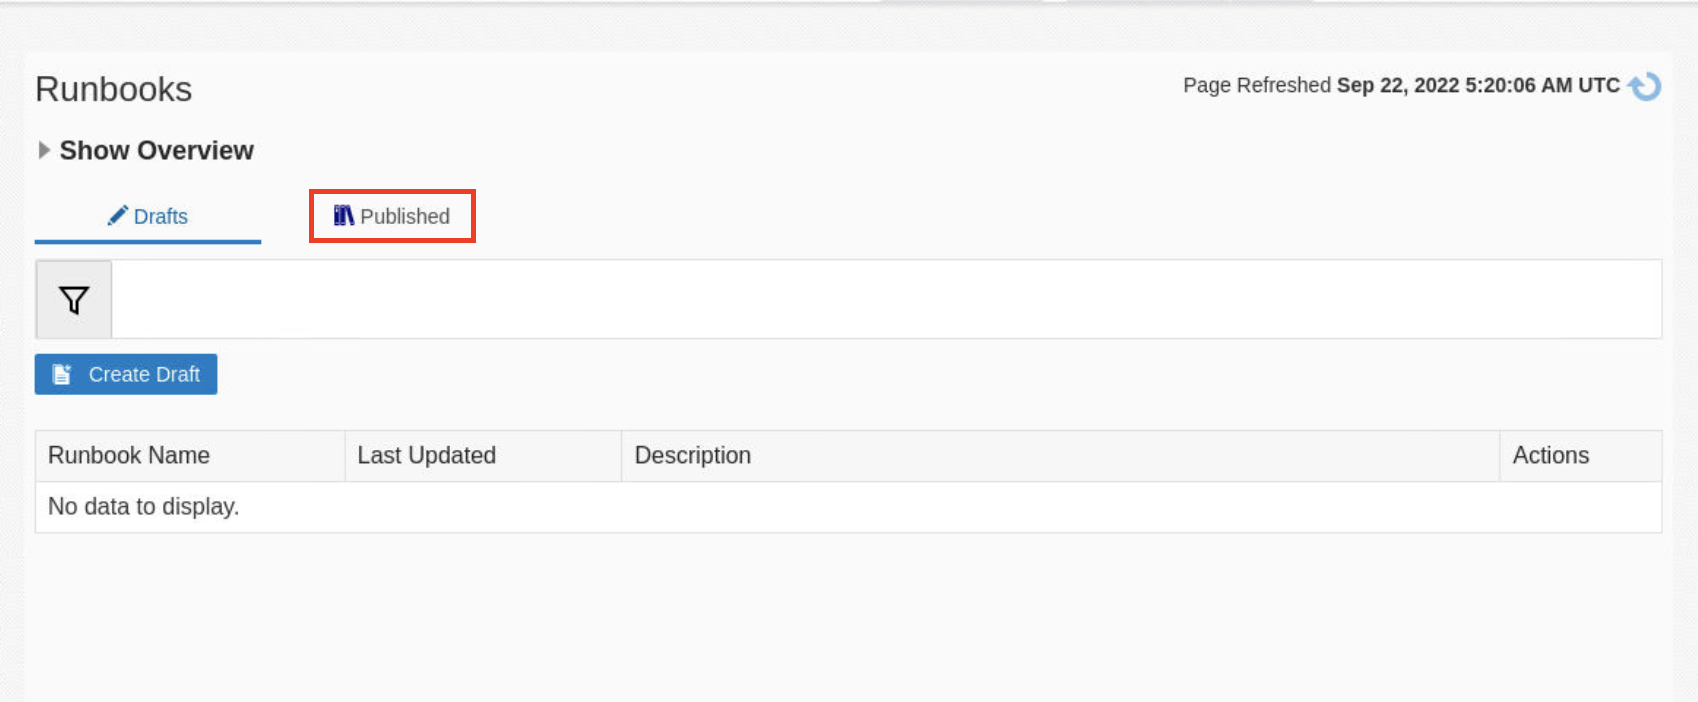 Runbooks
Page Refreshed Sep 22, 2022 5:20:06 AM UTC
Show Overview
Drafts
Published
Create Draft
Runbook Name Last Updated Description Actions
No data to display.